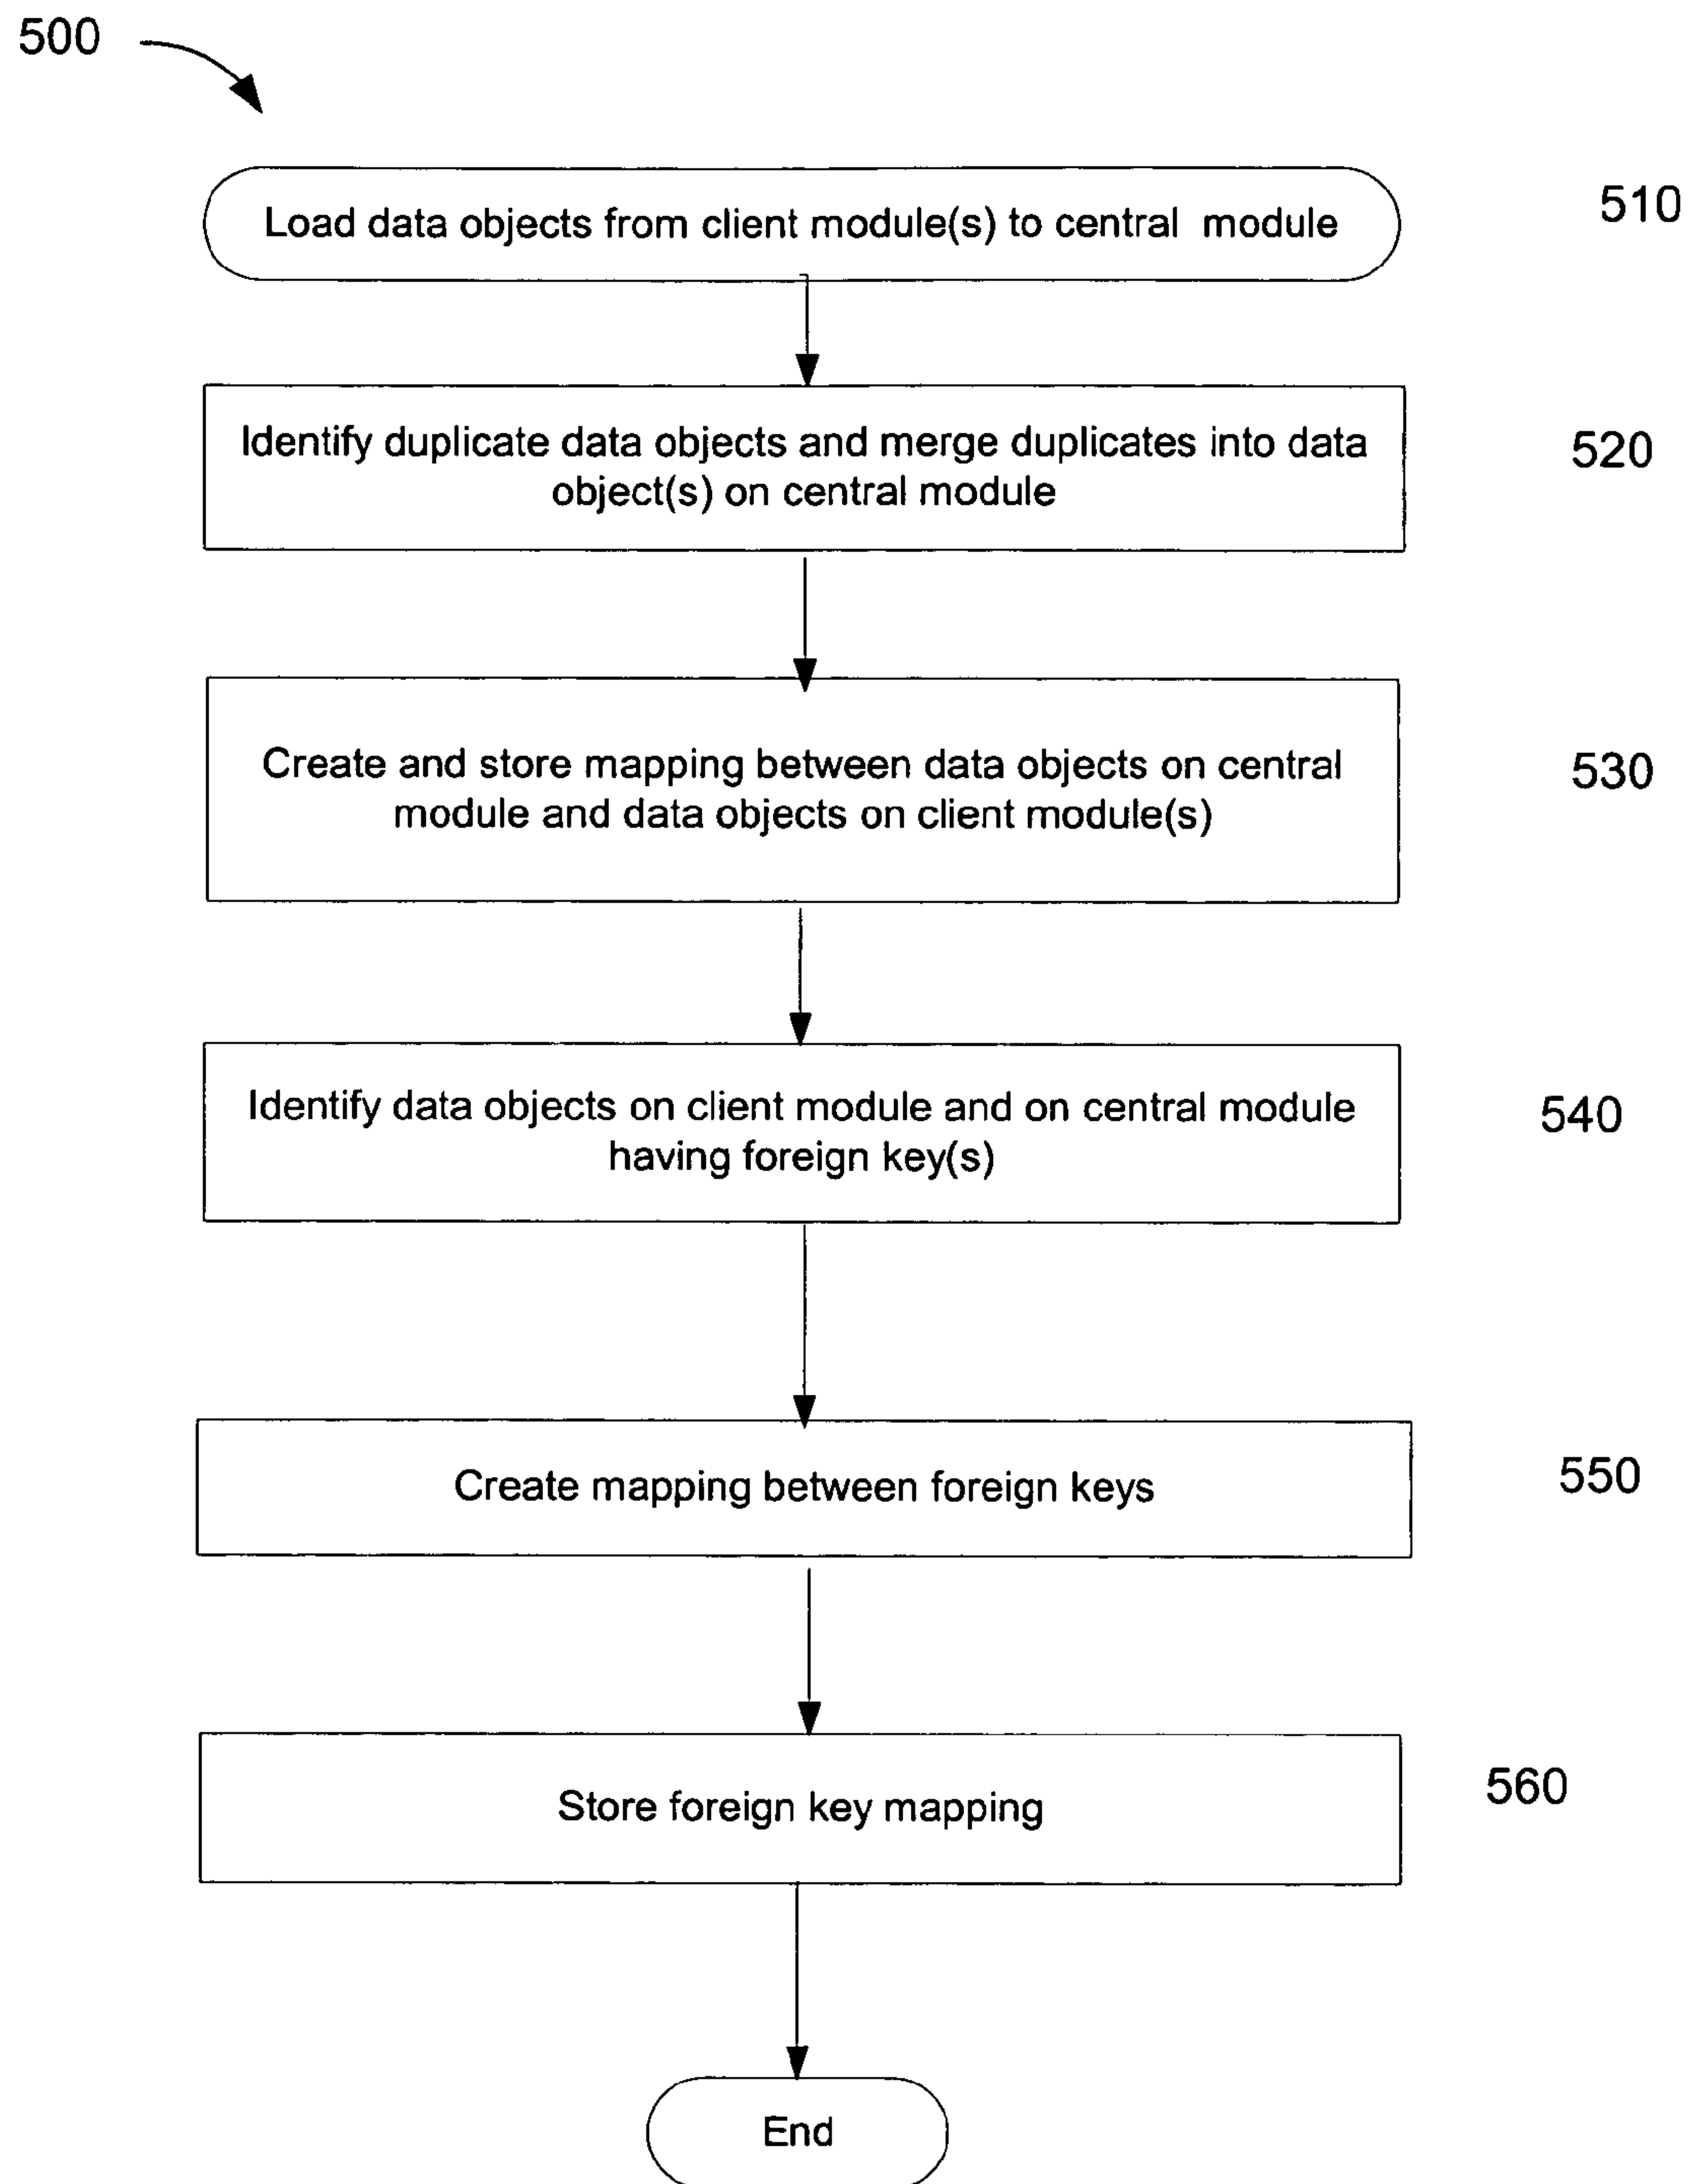 500
Load data objects from client module(s) to central module
510
Identify duplicate data objects and merge duplicates into data
object(s) on central module
520
Create and store mapping between data objects on central
module and data objects on client module(s)
530
Identify data objects on client module and on central module
having foreign key(s)
540
Create mapping between foreign keys
550
Store foreign key mapping
560
End